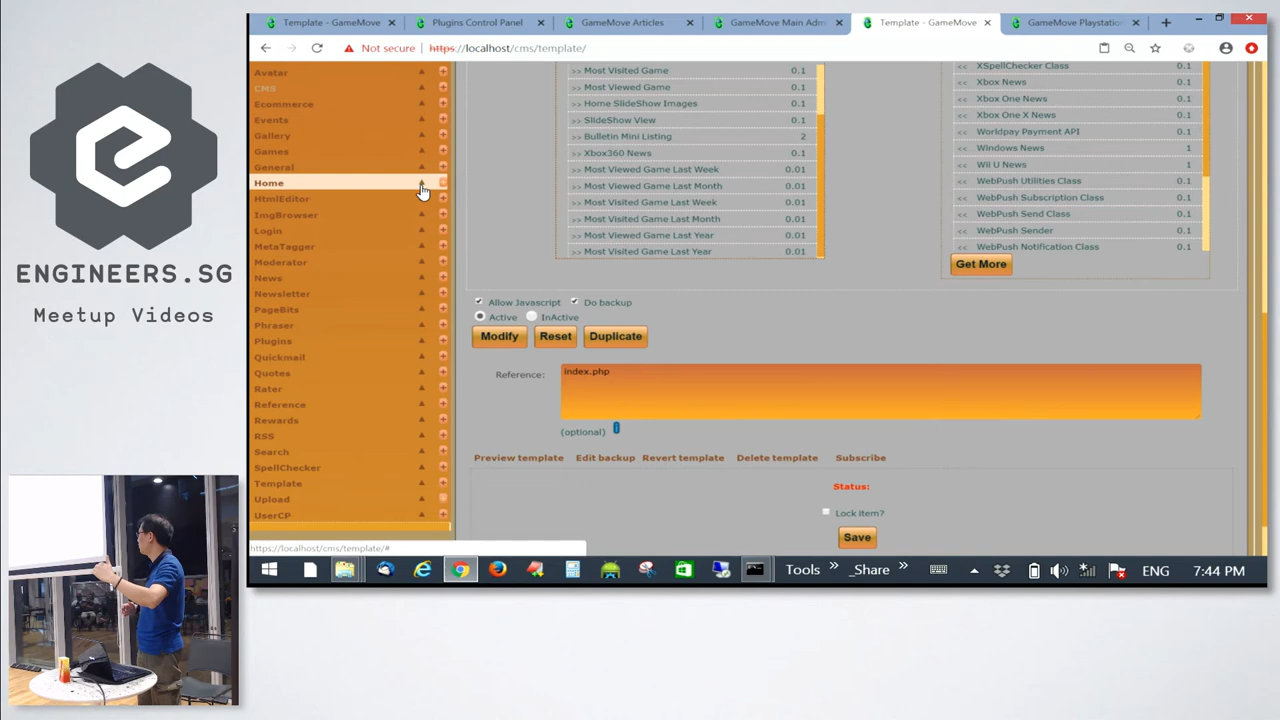 Template - GameMove
Plugins Control Panel
GameMove Articles
GameMove Main Adm
Template - GameMove
GameMove Playstation
Not secure
https://localhost/cms/template/
Avatar
CMS
Ecommerce
Events
Gallery
Games
General
Home
HtmlEditor
ImgBrowser
Login
MetaTagger
Moderator
News
Newsletter
PageBits
Phraser
Plugins
Quickmail
Quotes
Rater
Reference
Rewards
RSS
Search
SpellChecker
Template
Upload
UserCP
>> Most Visited Game 0.1
>> Most Viewed Game 0.1
>> Home SlideShow Images 0.1
>> SlideShow View 0.1
>> Bulletin Mini Listing 2
>> Xbox360 News 0.1
>> Most Viewed Game Last Week 0.01
>> Most Viewed Game Last Month 0.01
>> Most Visited Game Last Week 0.01
>> Most Visited Game Last Month 0.01
>> Most Viewed Game Last Year 0.01
>> Most Visited Game Last Year 0.01
<< XSpellChecker Class 0.1
<< Xbox News 0.1
<< Xbox One News 0.1
<< Xbox One X News 0.1
<< Worldpay Payment API 0.1
<< Windows News 1
<< Wii U News 1
<< WebPush Utilities Class 0.1
<< WebPush Subscription Class 0.1
<< WebPush Send Class 0.1
<< WebPush Sender 0.1
<< WebPush Notification Class 0.1
Get More
Allow Javascript Do backup
Active InActive
Modify Reset Duplicate
Reference: index.php
(optional)
Preview template Edit backup Revert template Delete template Subscribe
Status:
Lock item?
Save
https://localhost/cms/template/#
Tools » _Share » ENG 7:44 PM
ENGINEERS.SG
Meetup Videos